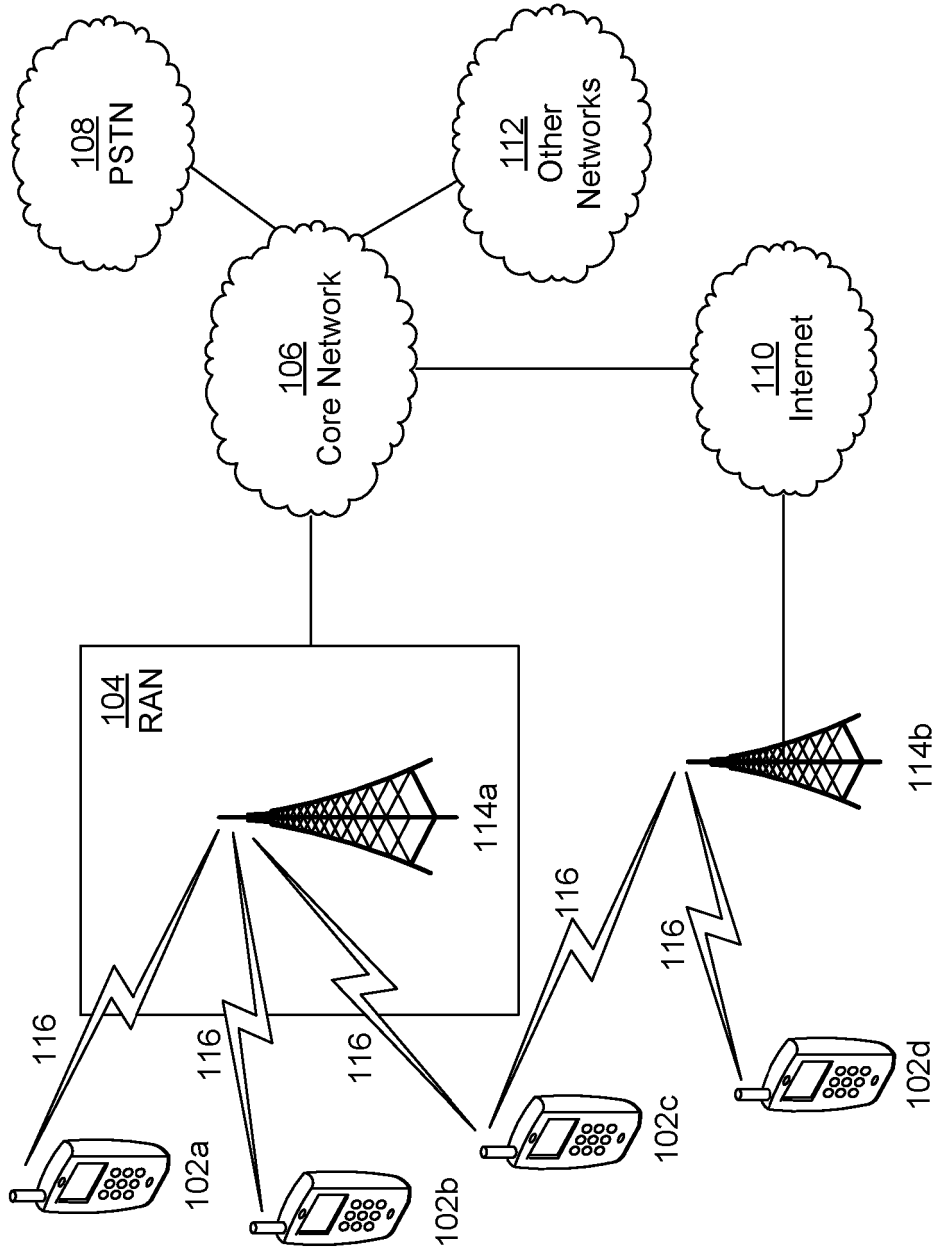 108
PSTN
106
Core Network
112
Other
Networks
110
Internet
104
RAN
114a
114b
116
116
116
116
116
102a
102b
102c
102d